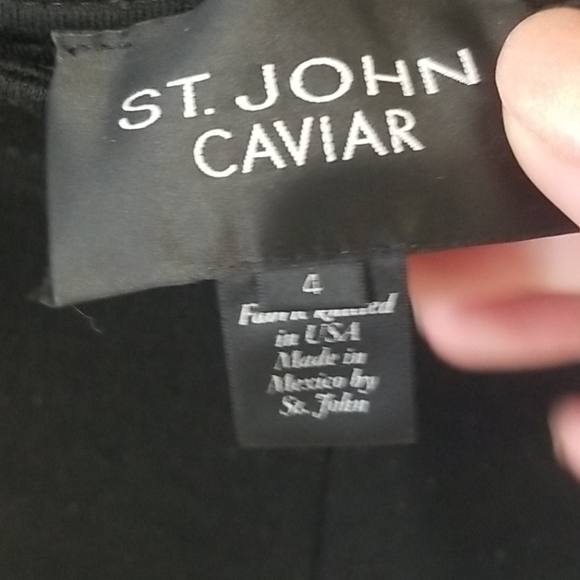 ST. JOHN
CAVIAR
4
Fabric Knitted
in USA
Made in
Mexico by
St. John